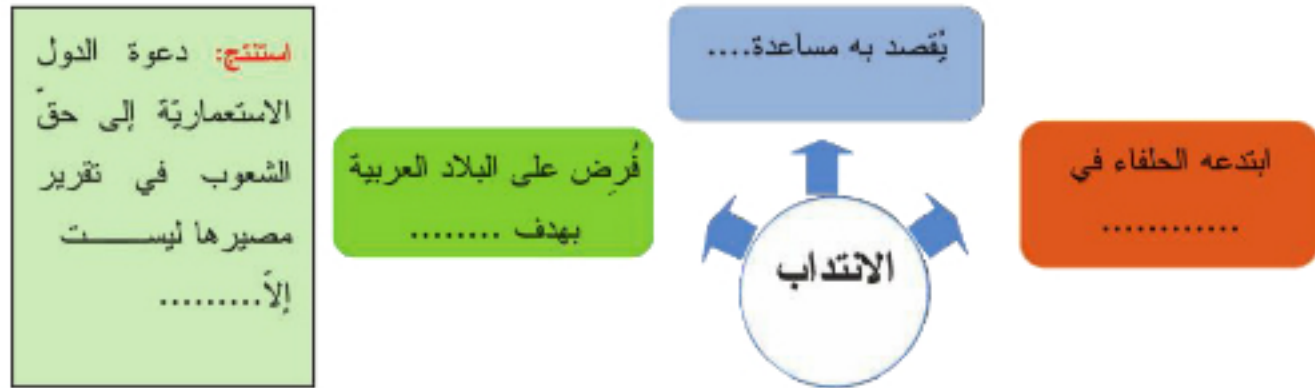 يُقصد به مساعدة....
ابتدعه الحلفاء في
............
الانتداب
فُرِض على البلاد العربية
بهدف ........
استنتج: دعوة الدول
الاستعماريّة إلى حقّ
الشعوب في تقرير
مصيرها ليست
إلاّ.........